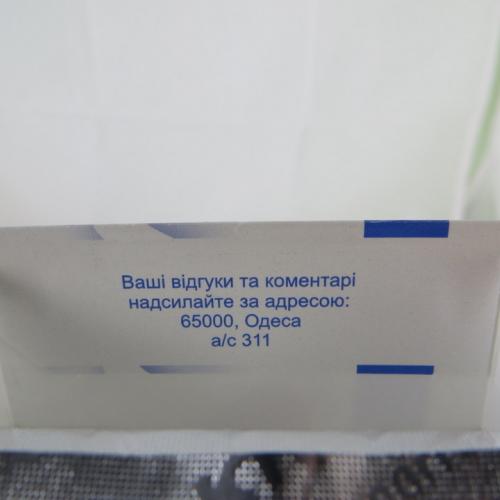 Ваші відгуки та коментарі
надсилайте за адресою:
65000, Одеса
а/с 311